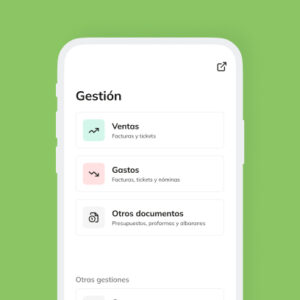 Gestión
Ventas
Facturas y tickets
Gastos
Facturas, tickets y nóminas
Otros documentos
Presupuestos, proformas y albaranes
Otras gestiones